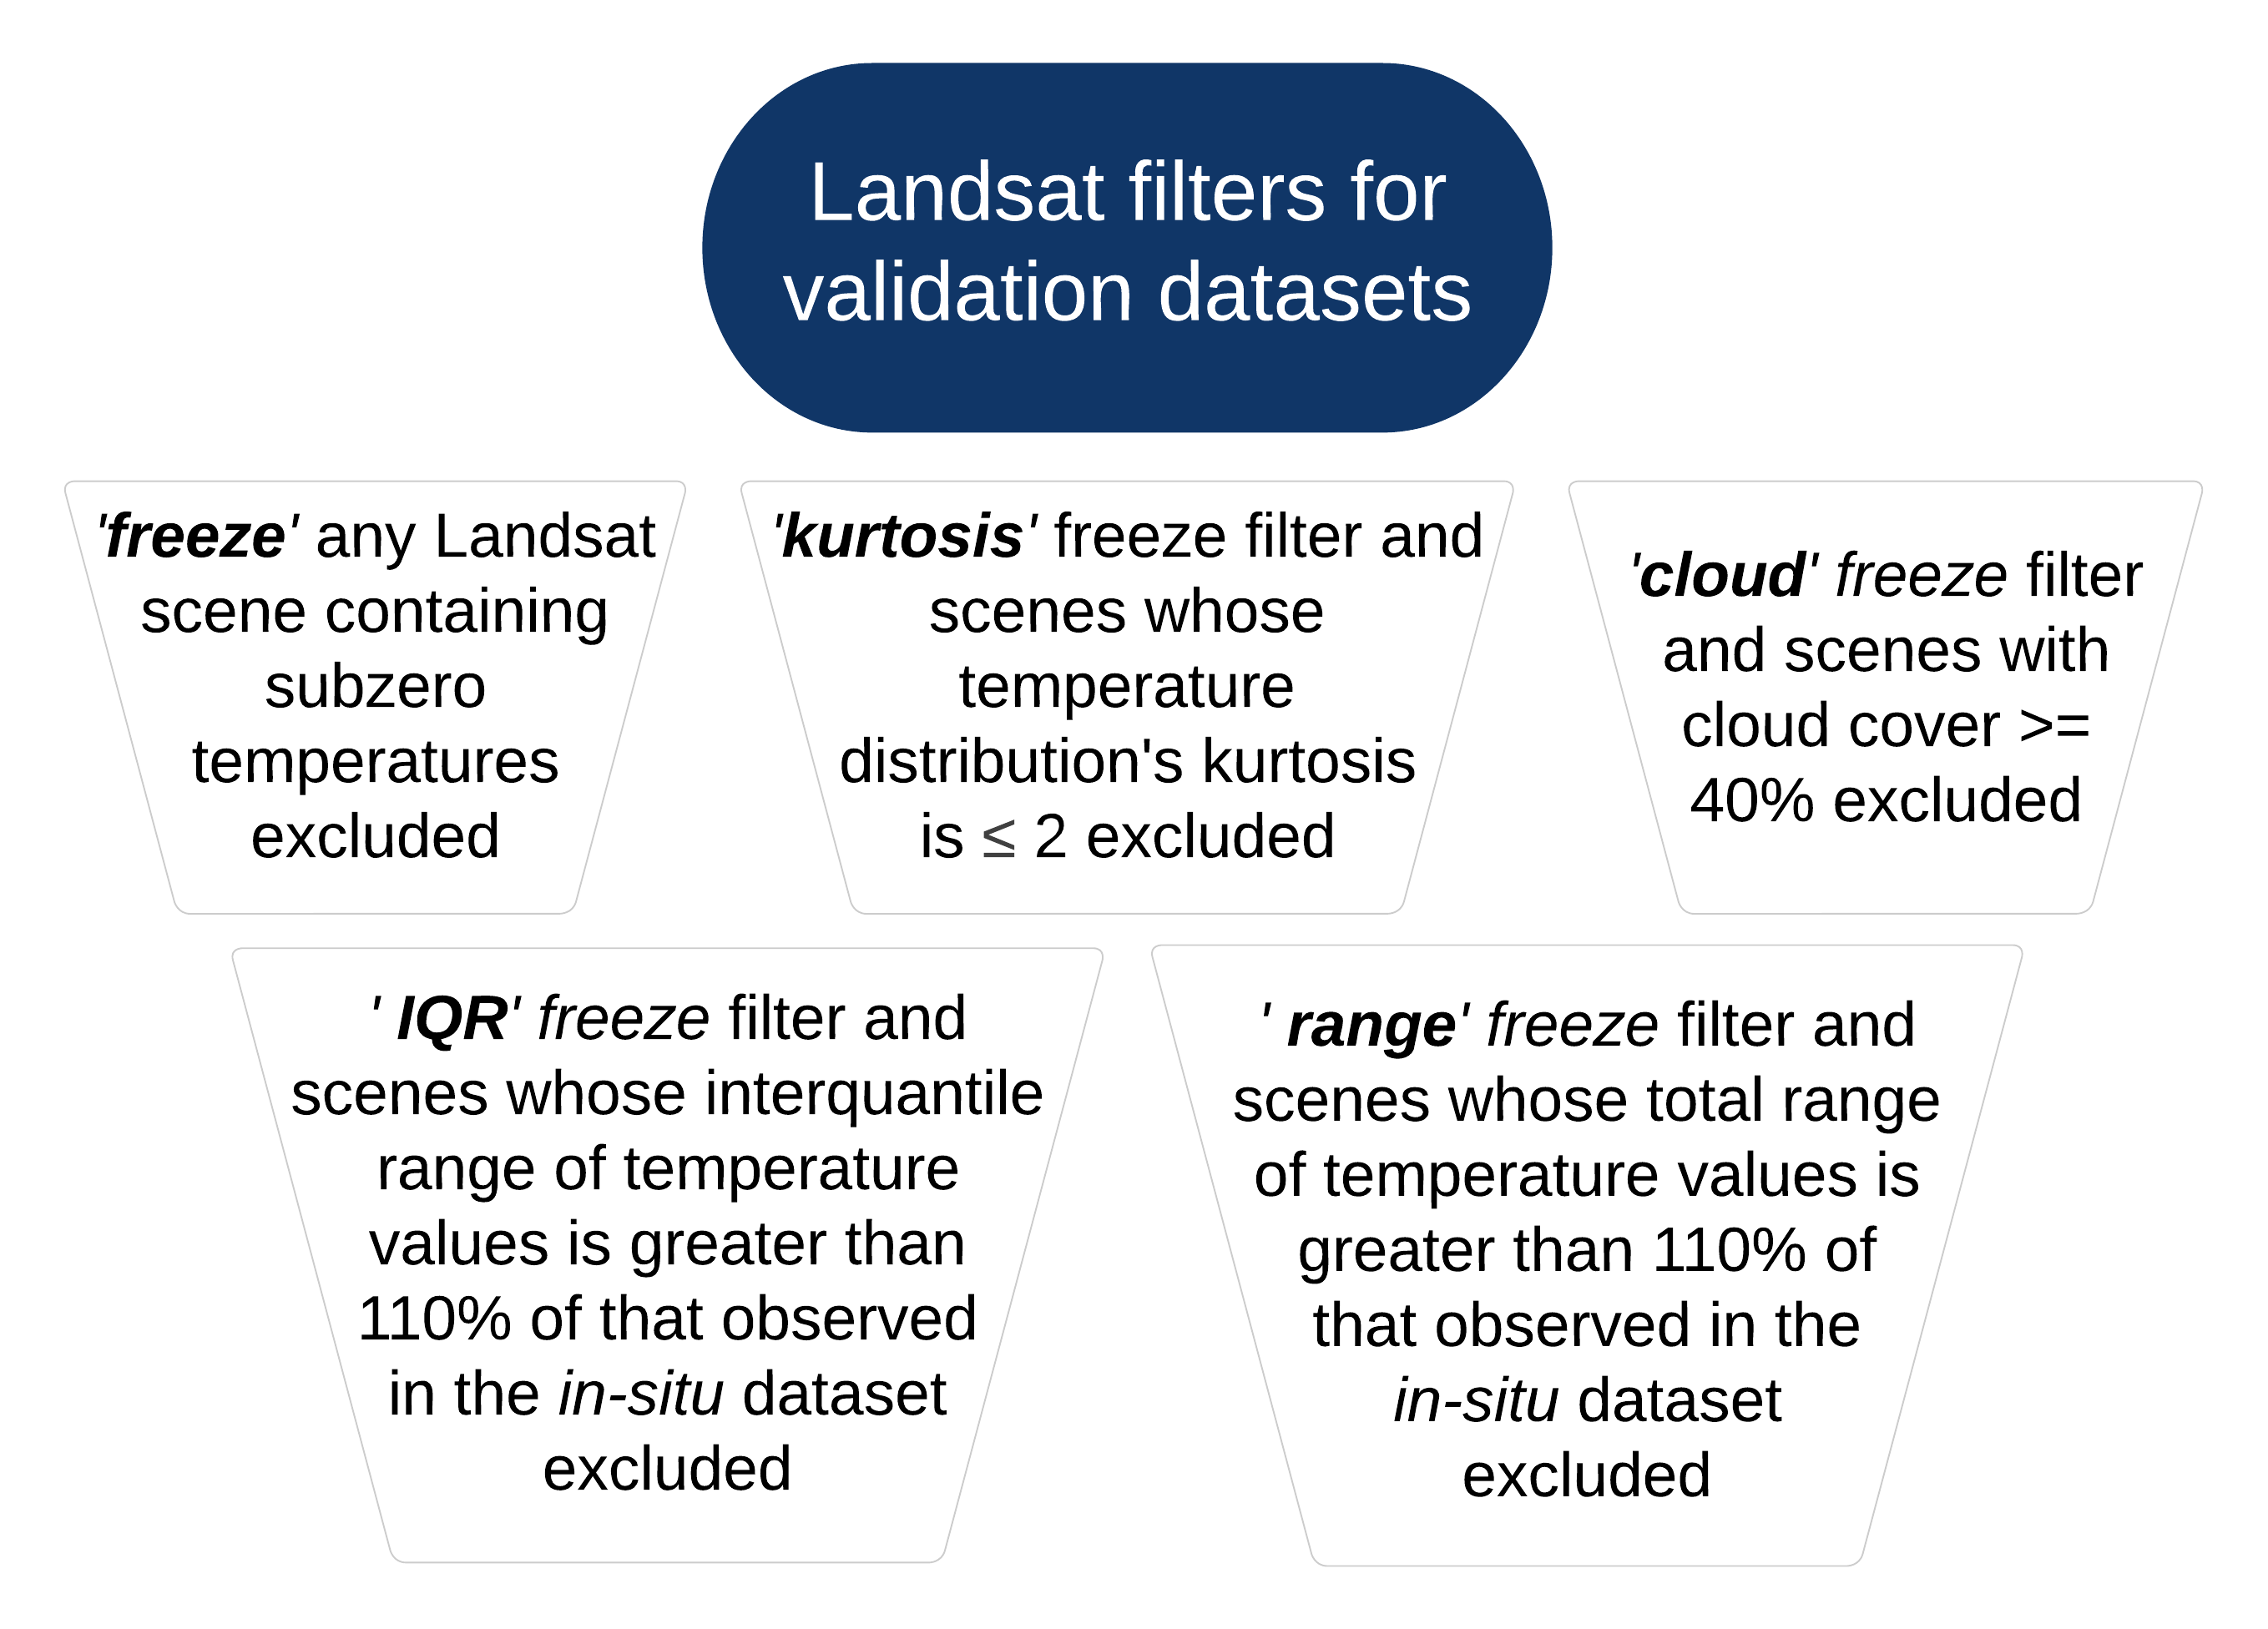 Landsat filters for
validation datasets
'freeze' any Landsat
scene containing
subzero
temperatures
excluded
'kurtosis' freeze filter and
scenes whose
temperature
distribution's kurtosis
is ≤ 2 excluded
'cloud' freeze filter
and scenes with
cloud cover >=
40% excluded
' IQR' freeze filter and
scenes whose interquantile
range of temperature
values is greater than
110% of that observed
in the in-situ dataset
excluded
' range' freeze filter and
scenes whose total range
of temperature values is
greater than 110% of
that observed in the
in-situ dataset
excluded